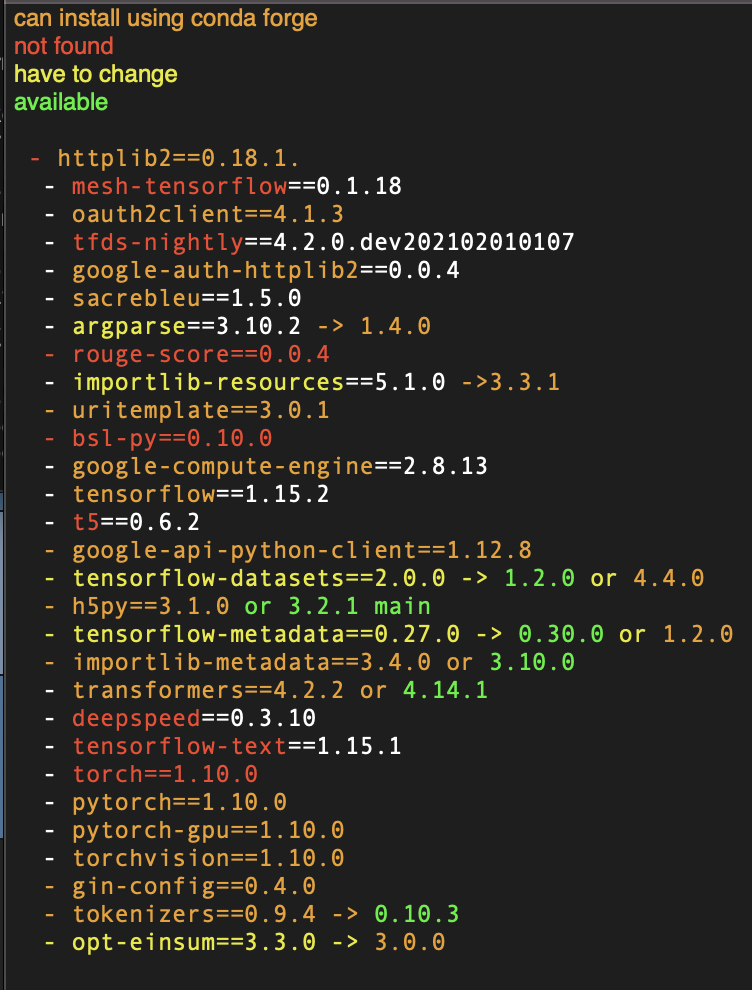 can install using conda forge
not found
have to change
available
- httplib2==0.18.1.
- mesh-tensorflow==0.1.18
- oauth2client==4.1.3
- tfds-nightly==4.2.0.dev202102010107
- google-auth-httplib2==0.0.4
- sacrebleu==1.5.0
- argparse==3.10.2 -> 1.4.0
- rouge-score==0.0.4
- importlib-resources==5.1.0 ->3.3.1
- uritemplate==3.0.1
- bsl-py==0.10.0
- google-compute-engine==2.8.13
- tensorflow==1.15.2
- t5==0.6.2
- google-api-python-client==1.12.8
- tensorflow-datasets==2.0.0 -> 1.2.0 or 4.4.0
- h5py==3.1.0 or 3.2.1 main
- tensorflow-metadata==0.27.0 -> 0.30.0 or 1.2.0
- importlib-metadata==3.4.0 or 3.10.0
- transformers==4.2.2 or 4.14.1
- deepspeed==0.3.10
- tensorflow-text==1.15.1
- torch==1.10.0
- pytorch==1.10.0
- pytorch-gpu==1.10.0
- torchvision==1.10.0
- gin-config==0.4.0
- tokenizers==0.9.4 -> 0.10.3
- opt-einsum==3.3.0 -> 3.0.0